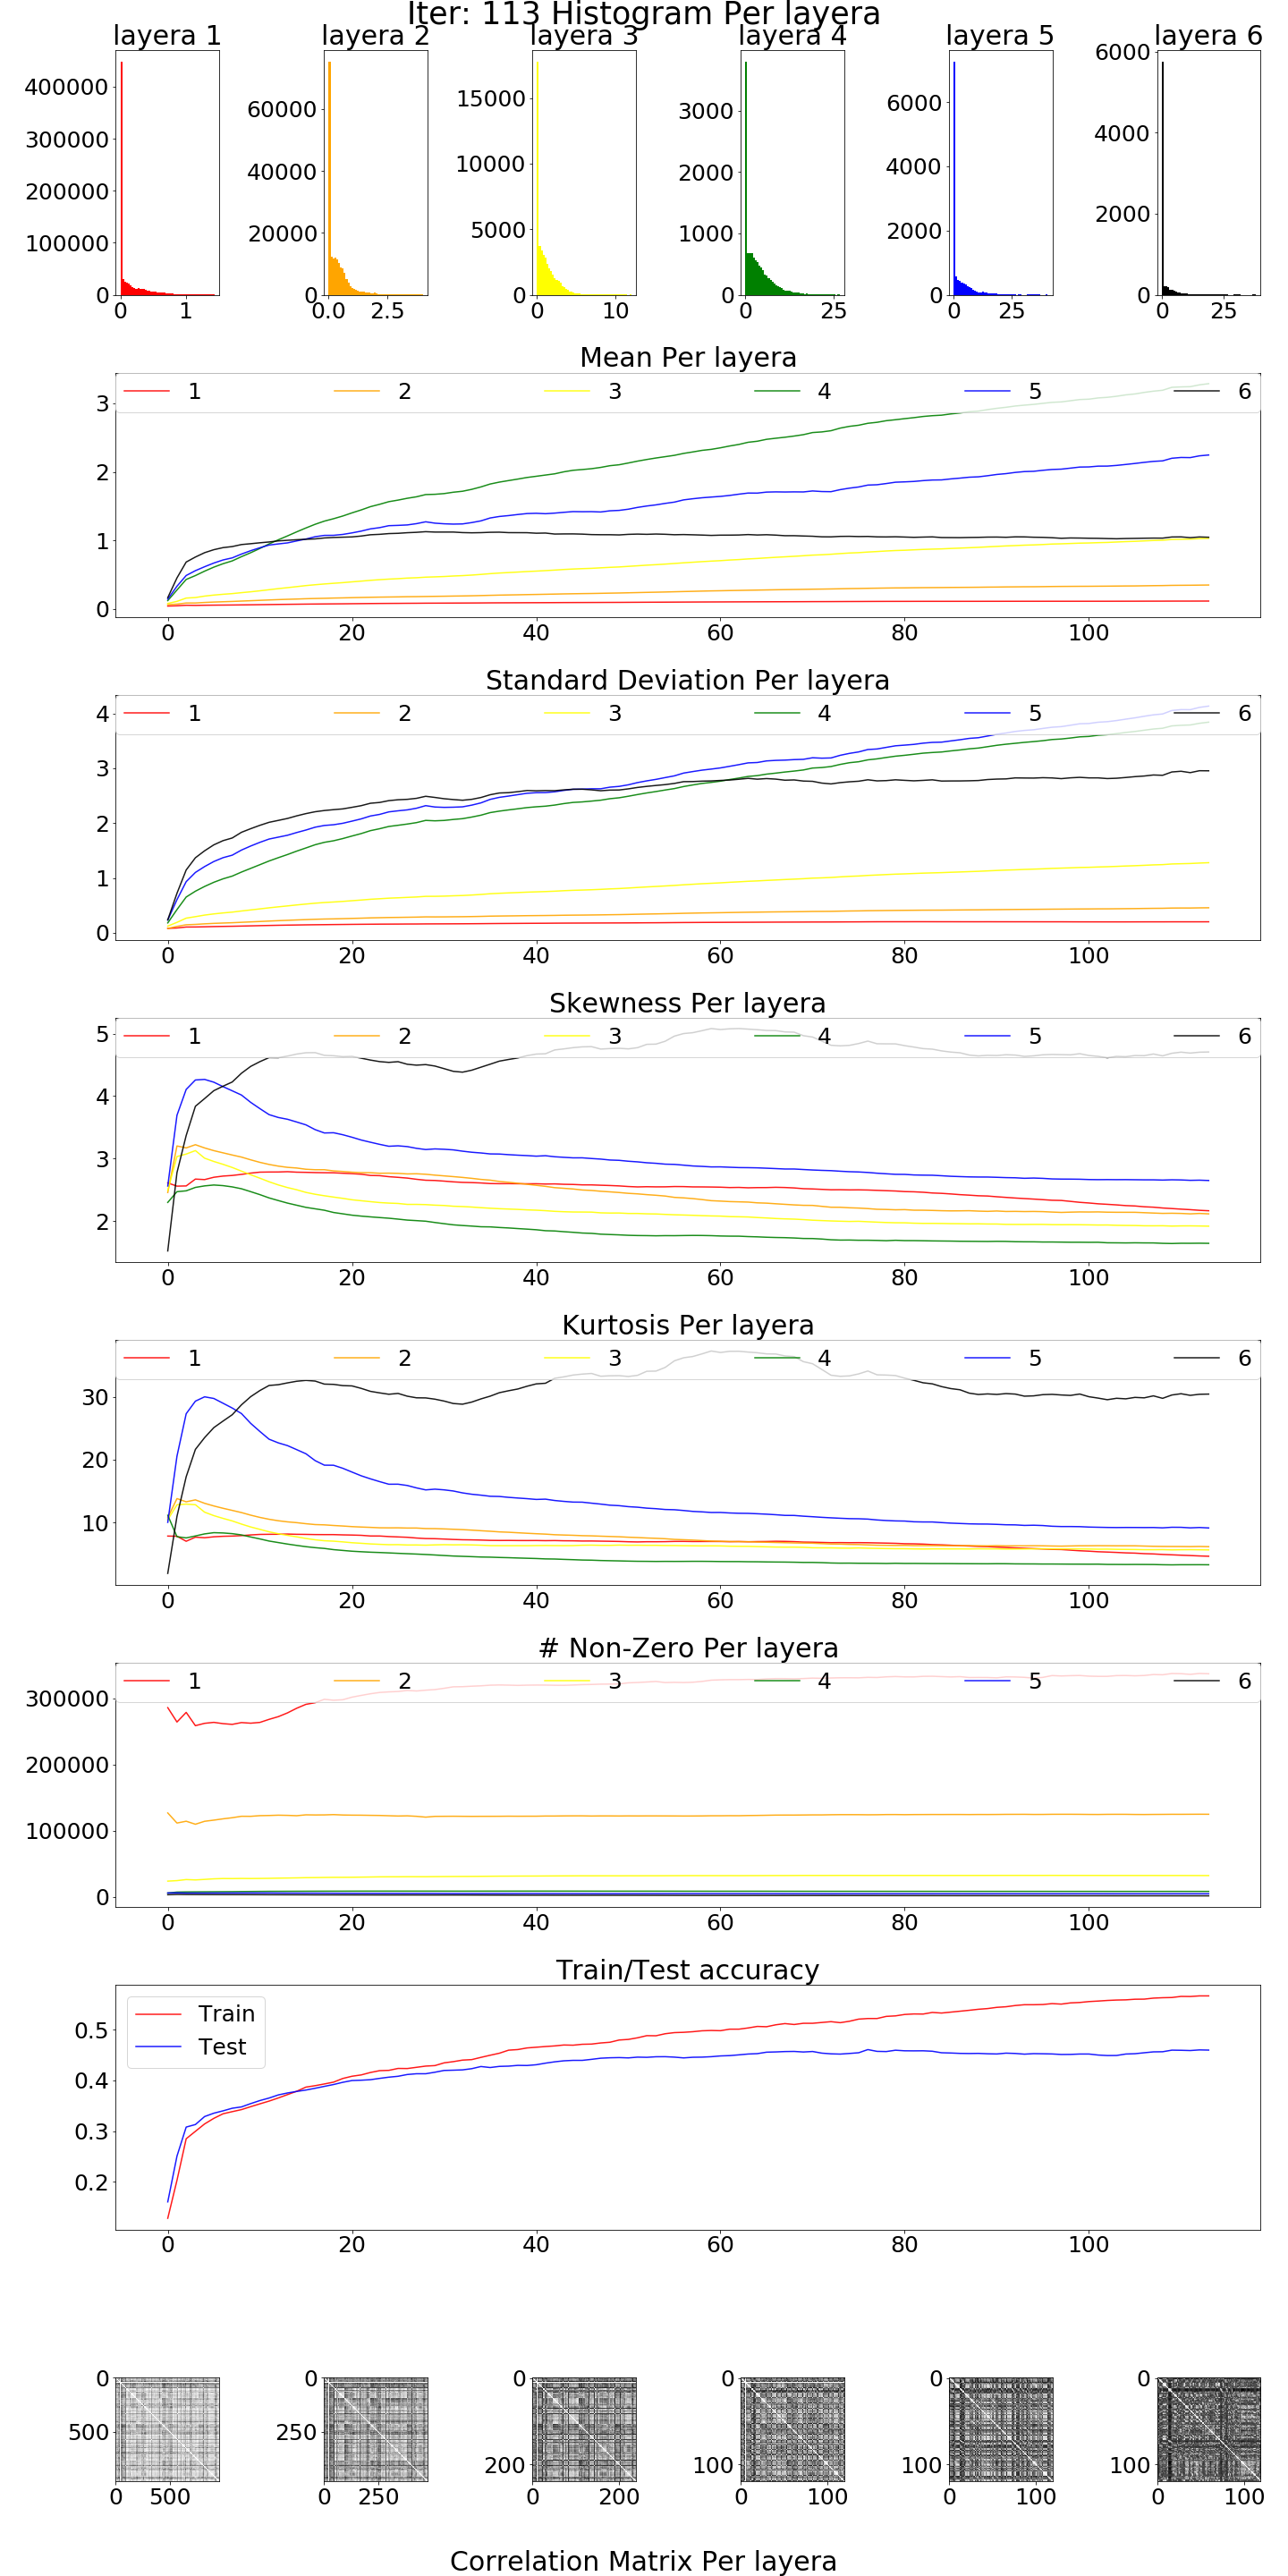 Iter: 113 Histogram Per layera
layera 1 layera 2 layera 3 layera 4 layera 5 layera 6
400000 300000 200000 100000 0
0 1
60000 40000 20000 0
0.0 2.5
15000 10000 5000 0
0 10
3000 2000 1000 0
0 25
6000 4000 2000 0
0 25
6000 4000 2000 0
0 25
Mean Per layera
1 2 3 4 5 6
3
2
1
0
0 20 40 60 80 100
Standard Deviation Per layera
1 2 3 4 5 6
4
3
2
1
0
0 20 40 60 80 100
Skewness Per layera
1 2 3 4 5 6
5
4
3
2
0 20 40 60 80 100
Kurtosis Per layera
1 2 3 4 5 6
30
20
10
0 20 40 60 80 100
# Non-Zero Per layera
1 2 3 4 5 6
300000
200000
100000
0
0 20 40 60 80 100
Train/Test accuracy
Train
Test
0.5
0.4
0.3
0.2
0 20 40 60 80 100
0 500
0 500
0 250
0 250
0 200
0 200
0 100
0 100
0 100
0 100
0 100
0 100
Correlation Matrix Per layera